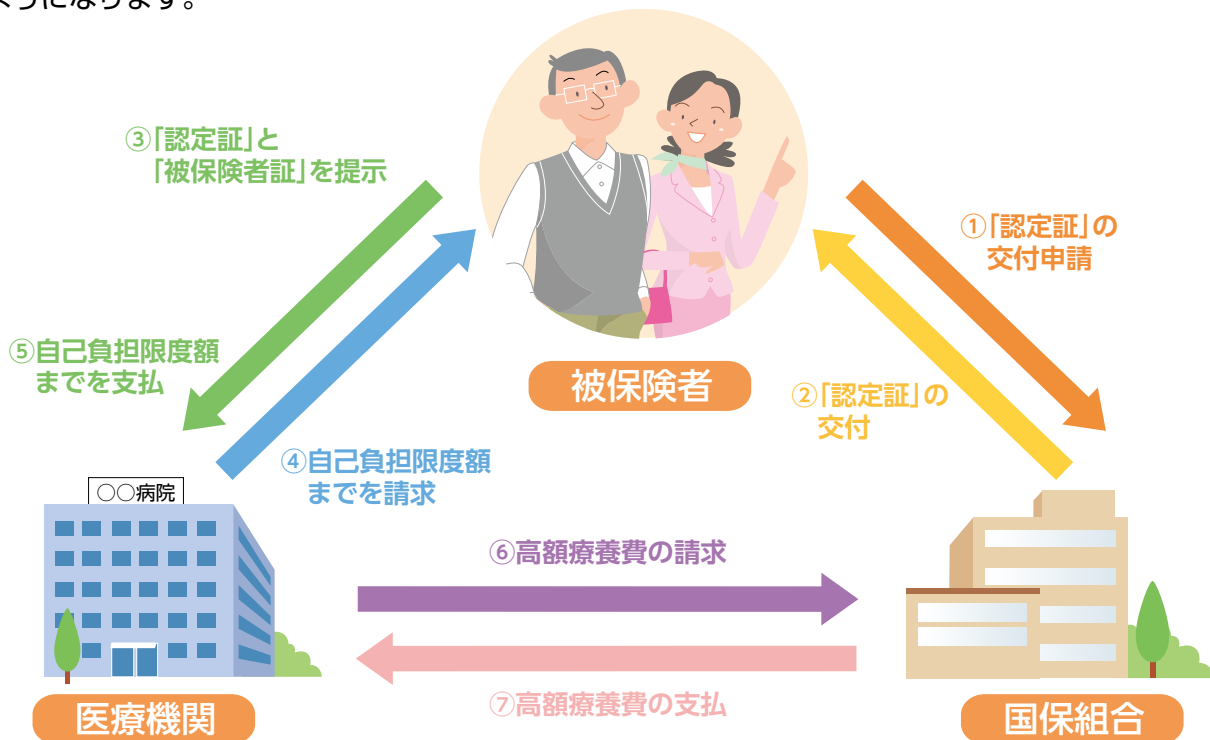 ようになります。
③「認定証」と
「被保険者証」を提示
①「認定証」の
交付申請
⑤自己負担限度額
までを支払
被保険者
②「認定証」の
交付
④自己負担限度額
までを請求
○○病院
⑥高額療養費の請求
⑦高額療養費の支払
医療機関
国保組合